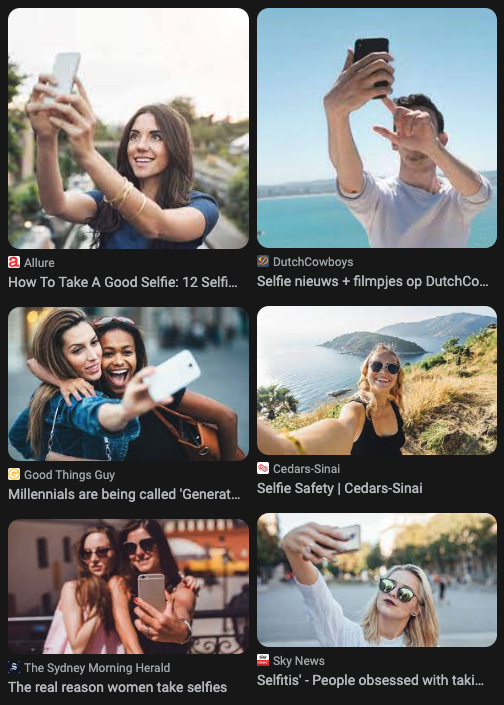 Allure
How To Take A Good Selfie: 12 Selfi...
DutchCowboys
Selfie nieuws + filmpjes op DutchCo...
Good Things Guy
Millennials are being called 'Generat...
Cedars-Sinai
Selfie Safety | Cedars-Sinai
The Sydney Morning Herald
The real reason women take selfies
Sky News
Selfitis' - People obsessed with taki...